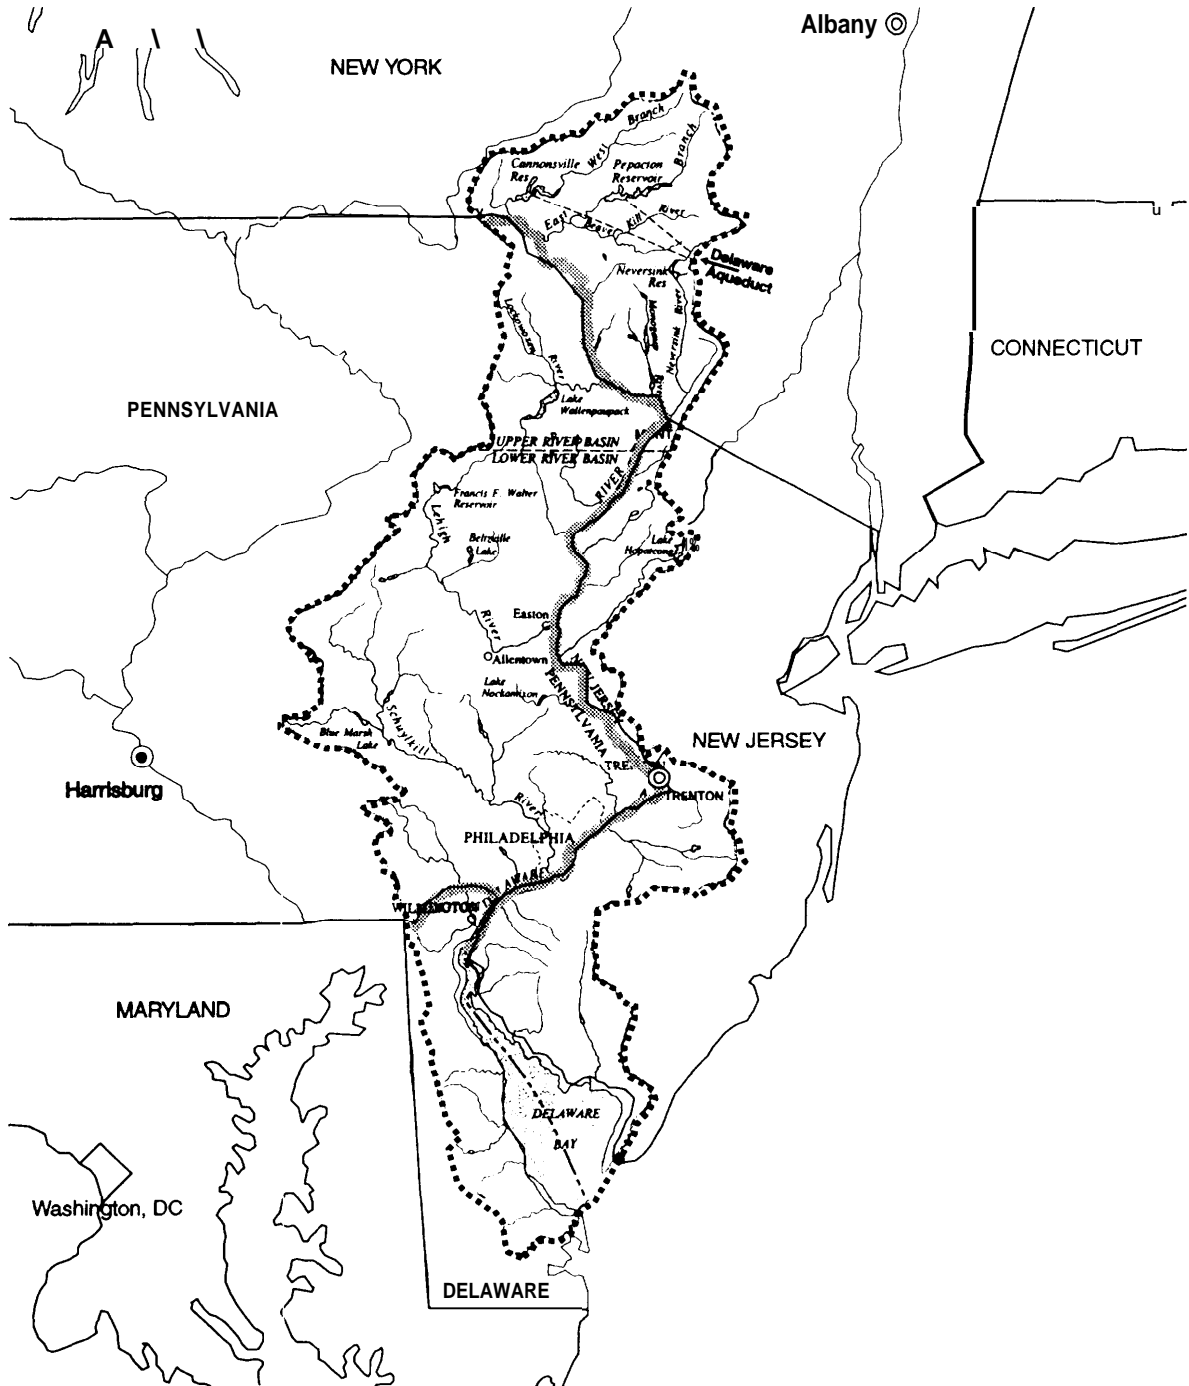 Albany
NEW YORK
Branch
West
Branch
Cannonsville
Res
Pepacton
Reservoir
East
Beaver
Kill
River
Delaware
Aqueduct
Neversink
Res
Neversink River
Lackawaxen
River
CONNECTICUT
Lake
Wallenpaupack
PENNSYLVANIA
UPPER RIVER BASIN
LOWER RIVER BASIN
RIVER
Francis E. Walter
Reservoir
Lehigh
Beltzville
Lake
Lake
Hopatcong
Easton
River
Allentown
NEW JERSEY
PENNSYLVANIA
Lake
Nockamixon
Schuylkill
Blue Marsh
Lake
NEW JERSEY
Harrisburg
TRENTON
River
PHILADELPHIA
WILMINGTON
MARYLAND
DELAWARE
BAY
Washington, DC
DELAWARE